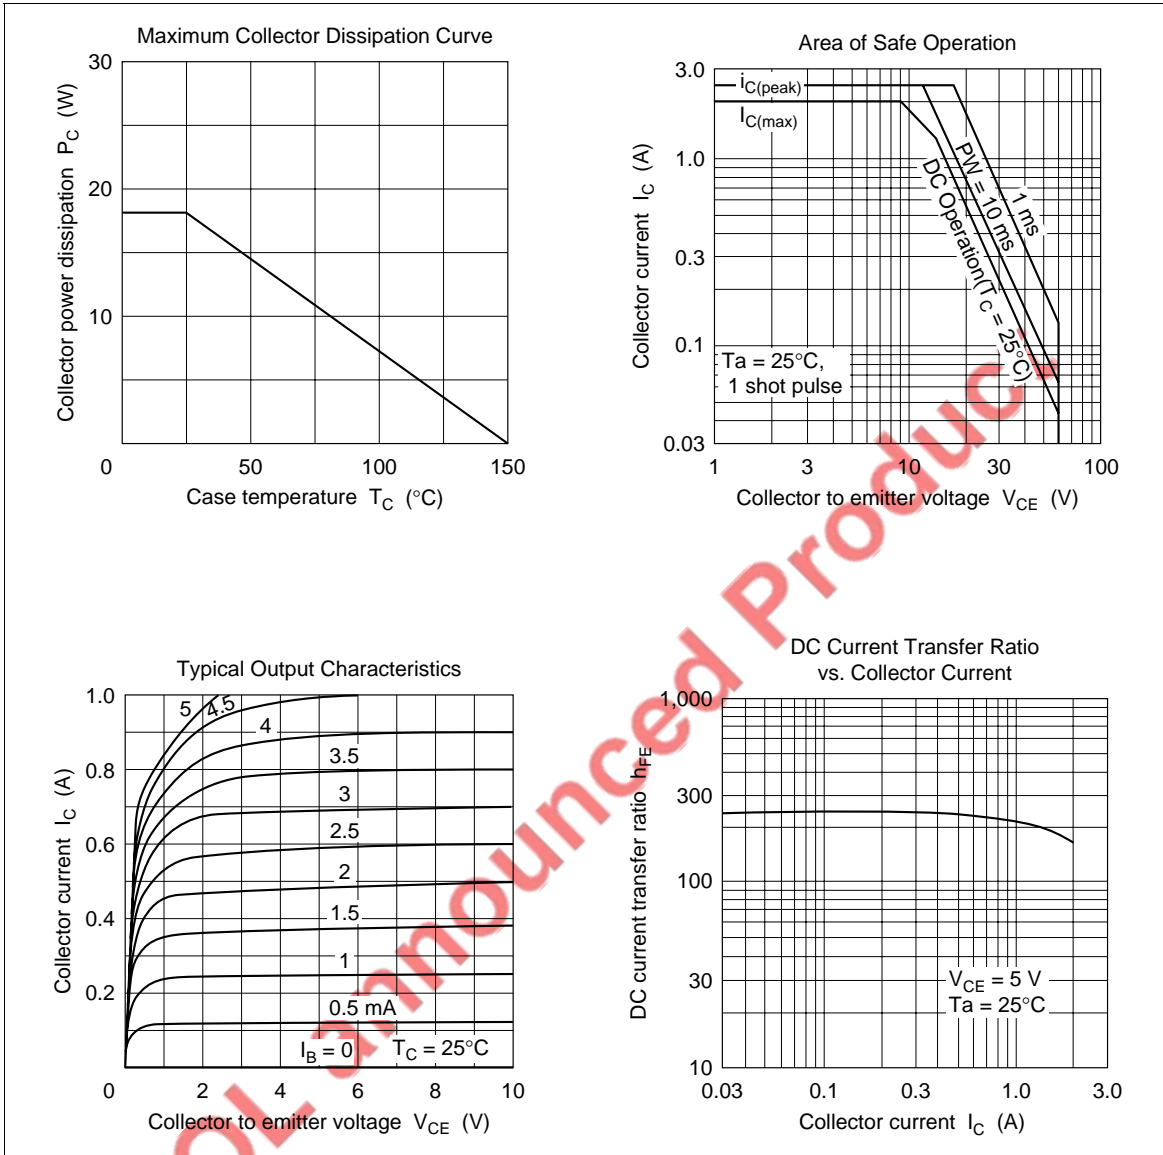 Maximum Collector Dissipation Curve
30
20
10
0
50
100
150
Collector power dissipation PC (W)
Case temperature TC (°C)
Area of Safe Operation
3.0
1.0
0.3
0.1
0.03
1
3
10
30
100
iC(peak)
IC(max)
1 ms
PW = 10 ms
DC Operation(TC = 25°C)
Ta = 25°C,
1 shot pulse
Collector current IC (A)
Collector to emitter voltage VCE (V)
Typical Output Characteristics
1.0
0.8
0.6
0.4
0.2
0
2
4
6
8
10
5
4.5
4
3.5
3
2.5
2
1.5
1
0.5 mA
IB = 0
TC = 25°C
Collector current IC (A)
Collector to emitter voltage VCE (V)
DC Current Transfer Ratio
vs. Collector Current
1,000
300
100
30
10
0.03
0.1
0.3
1.0
3.0
VCE = 5 V
Ta = 25°C
DC current transfer ratio hFE
Collector current IC (A)
OL announced Product